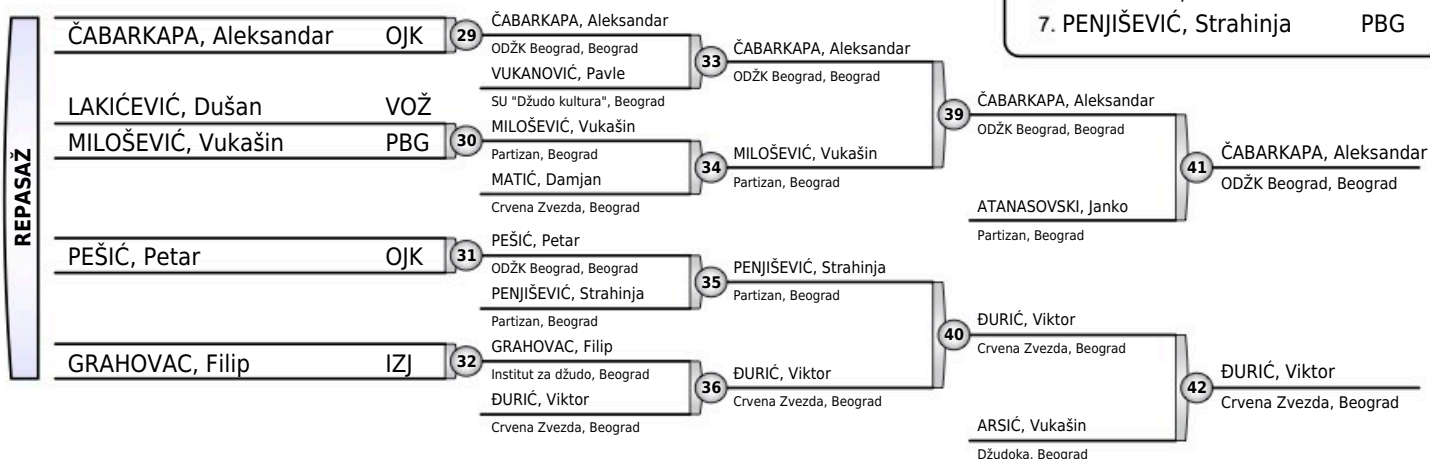 7. PENJIŠEVIĆ, Strahinja PBG
REPASAŽ
ČABARKAPA, Aleksandar OJK
29
LAKIĆEVIĆ, Dušan VOŽ
MILOŠEVIĆ, Vukašin PBG
30
PEŠIĆ, Petar OJK
31
GRAHOVAC, Filip IZJ
32
ČABARKAPA, Aleksandar
ODŽK Beograd, Beograd
VUKANOVIĆ, Pavle
SU "Džudo kultura", Beograd
33
MILOŠEVIĆ, Vukašin
Partizan, Beograd
MATIĆ, Damjan
Crvena Zvezda, Beograd
34
PEŠIĆ, Petar
ODŽK Beograd, Beograd
PENJIŠEVIĆ, Strahinja
Partizan, Beograd
35
GRAHOVAC, Filip
Institut za džudo, Beograd
ĐURIĆ, Viktor
Crvena Zvezda, Beograd
36
ČABARKAPA, Aleksandar
ODŽK Beograd, Beograd
MILOŠEVIĆ, Vukašin
Partizan, Beograd
39
PENJIŠEVIĆ, Strahinja
Partizan, Beograd
ĐURIĆ, Viktor
Crvena Zvezda, Beograd
40
ČABARKAPA, Aleksandar
ODŽK Beograd, Beograd
ATANASOVSKI, Janko
Partizan, Beograd
41
ĐURIĆ, Viktor
Crvena Zvezda, Beograd
ARSIĆ, Vukašin
Džudoka, Beograd
42
ČABARKAPA, Aleksandar
ODŽK Beograd, Beograd
ĐURIĆ, Viktor
Crvena Zvezda, Beograd